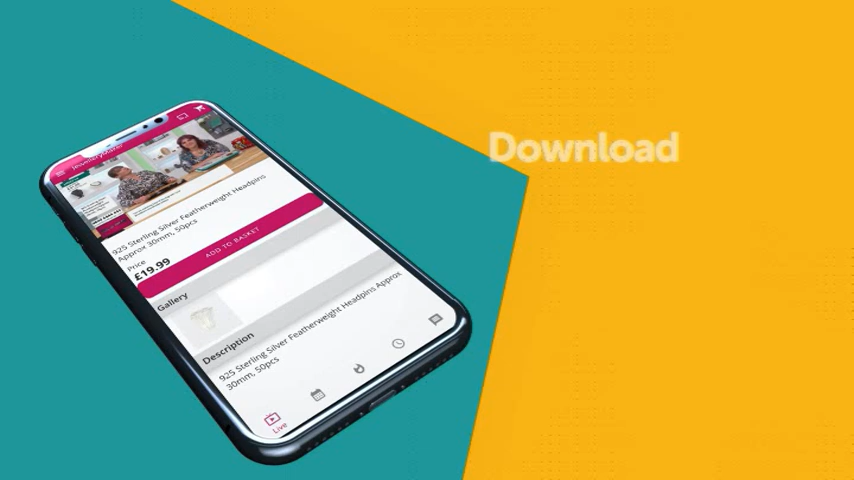 Download
JewelleryMaker
925 Sterling Silver Featherweight Headpins
Approx 30mm, 50pcs
Price
£19.99
ADD TO BASKET
Gallery
Description
925 Sterling Silver Featherweight Headpins Approx
30mm, 50pcs
Live